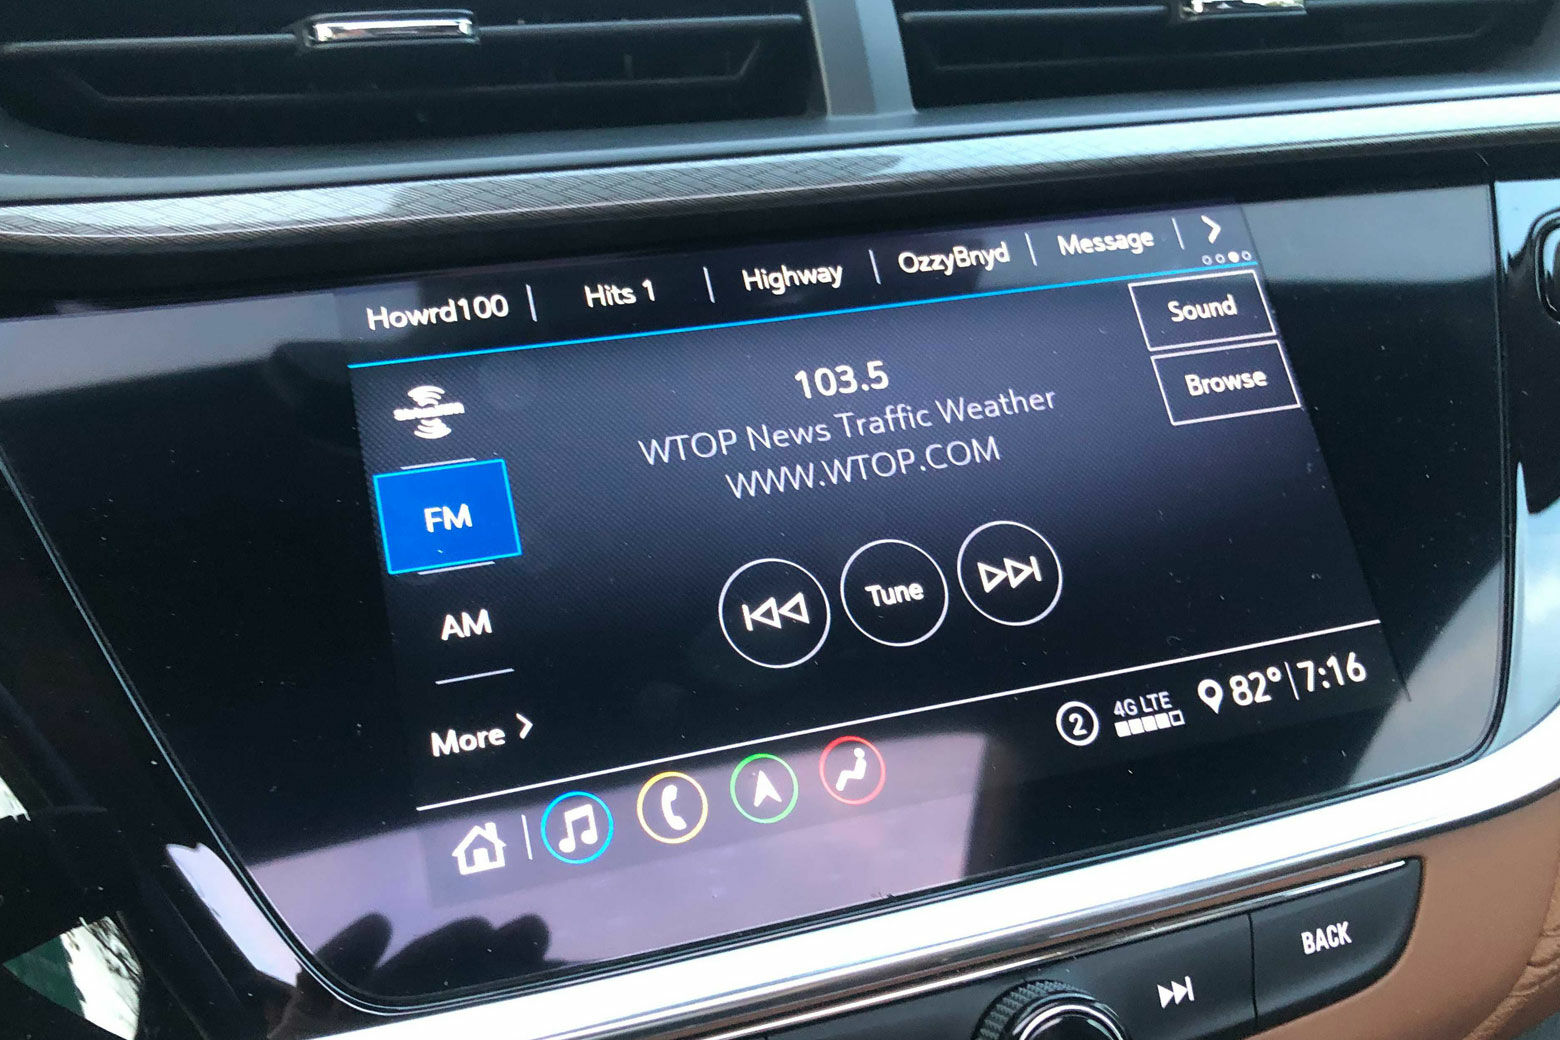 Howrd100 | Hits 1 | Highway | OzzyBnyd | Message
Sound
Browse
103.5
WTOP News Traffic Weather
WWW.WTOP.COM
FM
AM
More
Tune
2 4G LTE 82° 7:16
BACK